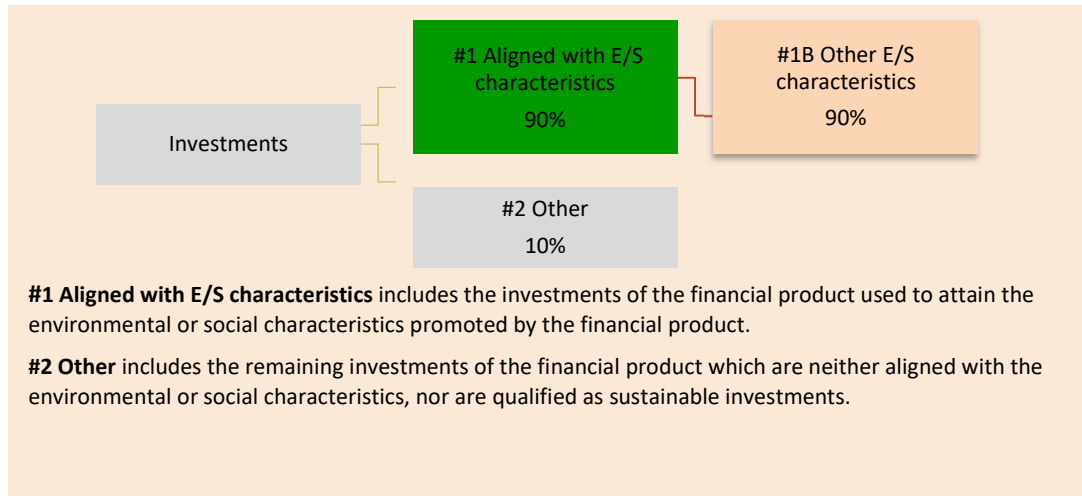 #1 Aligned with E/S
characteristics
90%
#1B Other E/S
characteristics
90%
Investments
#2 Other
10%
#1 Aligned with E/S characteristics includes the investments of the financial product used to attain the
environmental or social characteristics promoted by the financial product.
#2 Other includes the remaining investments of the financial product which are neither aligned with the
environmental or social characteristics, nor are qualified as sustainable investments.